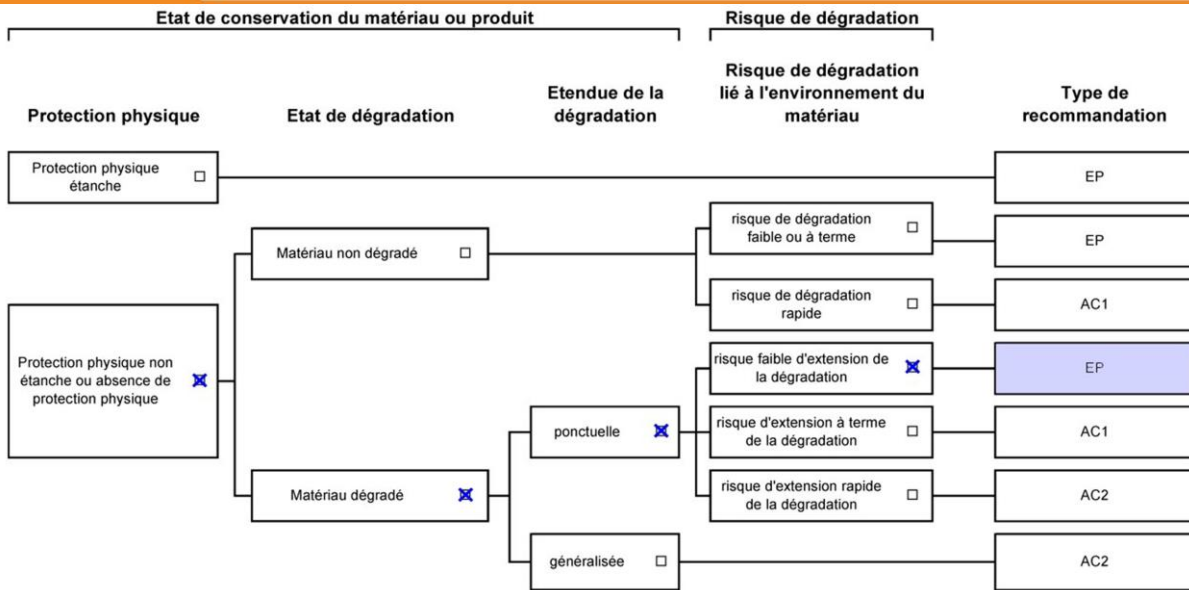 Etat de conservation du matériau ou produit
Risque de dégradation
Protection physique
Etat de dégradation
Etendue de la
dégradation
Risque de dégradation
lié à l'environnement du
matériau
Type de
recommandation
Protection physique
étanche
EP
Matériau non dégradé
risque de dégradation
faible ou à terme
EP
risque de dégradation
rapide
AC1
Protection physique non
étanche ou absence de
protection physique
risque faible d'extension de
la dégradation
EP
ponctuelle
risque d'extension à terme
de la dégradation
AC1
Matériau dégradé
risque d'extension rapide
de la dégradation
AC2
généralisée
AC2